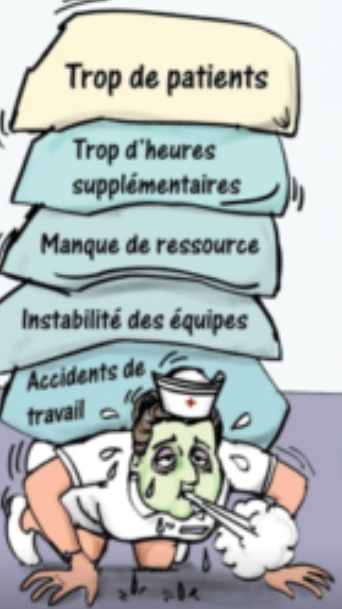 Trop de patients
Trop d'heures
supplémentaires
Manque de ressource
Instabilité des équipes
Accidents de
travail